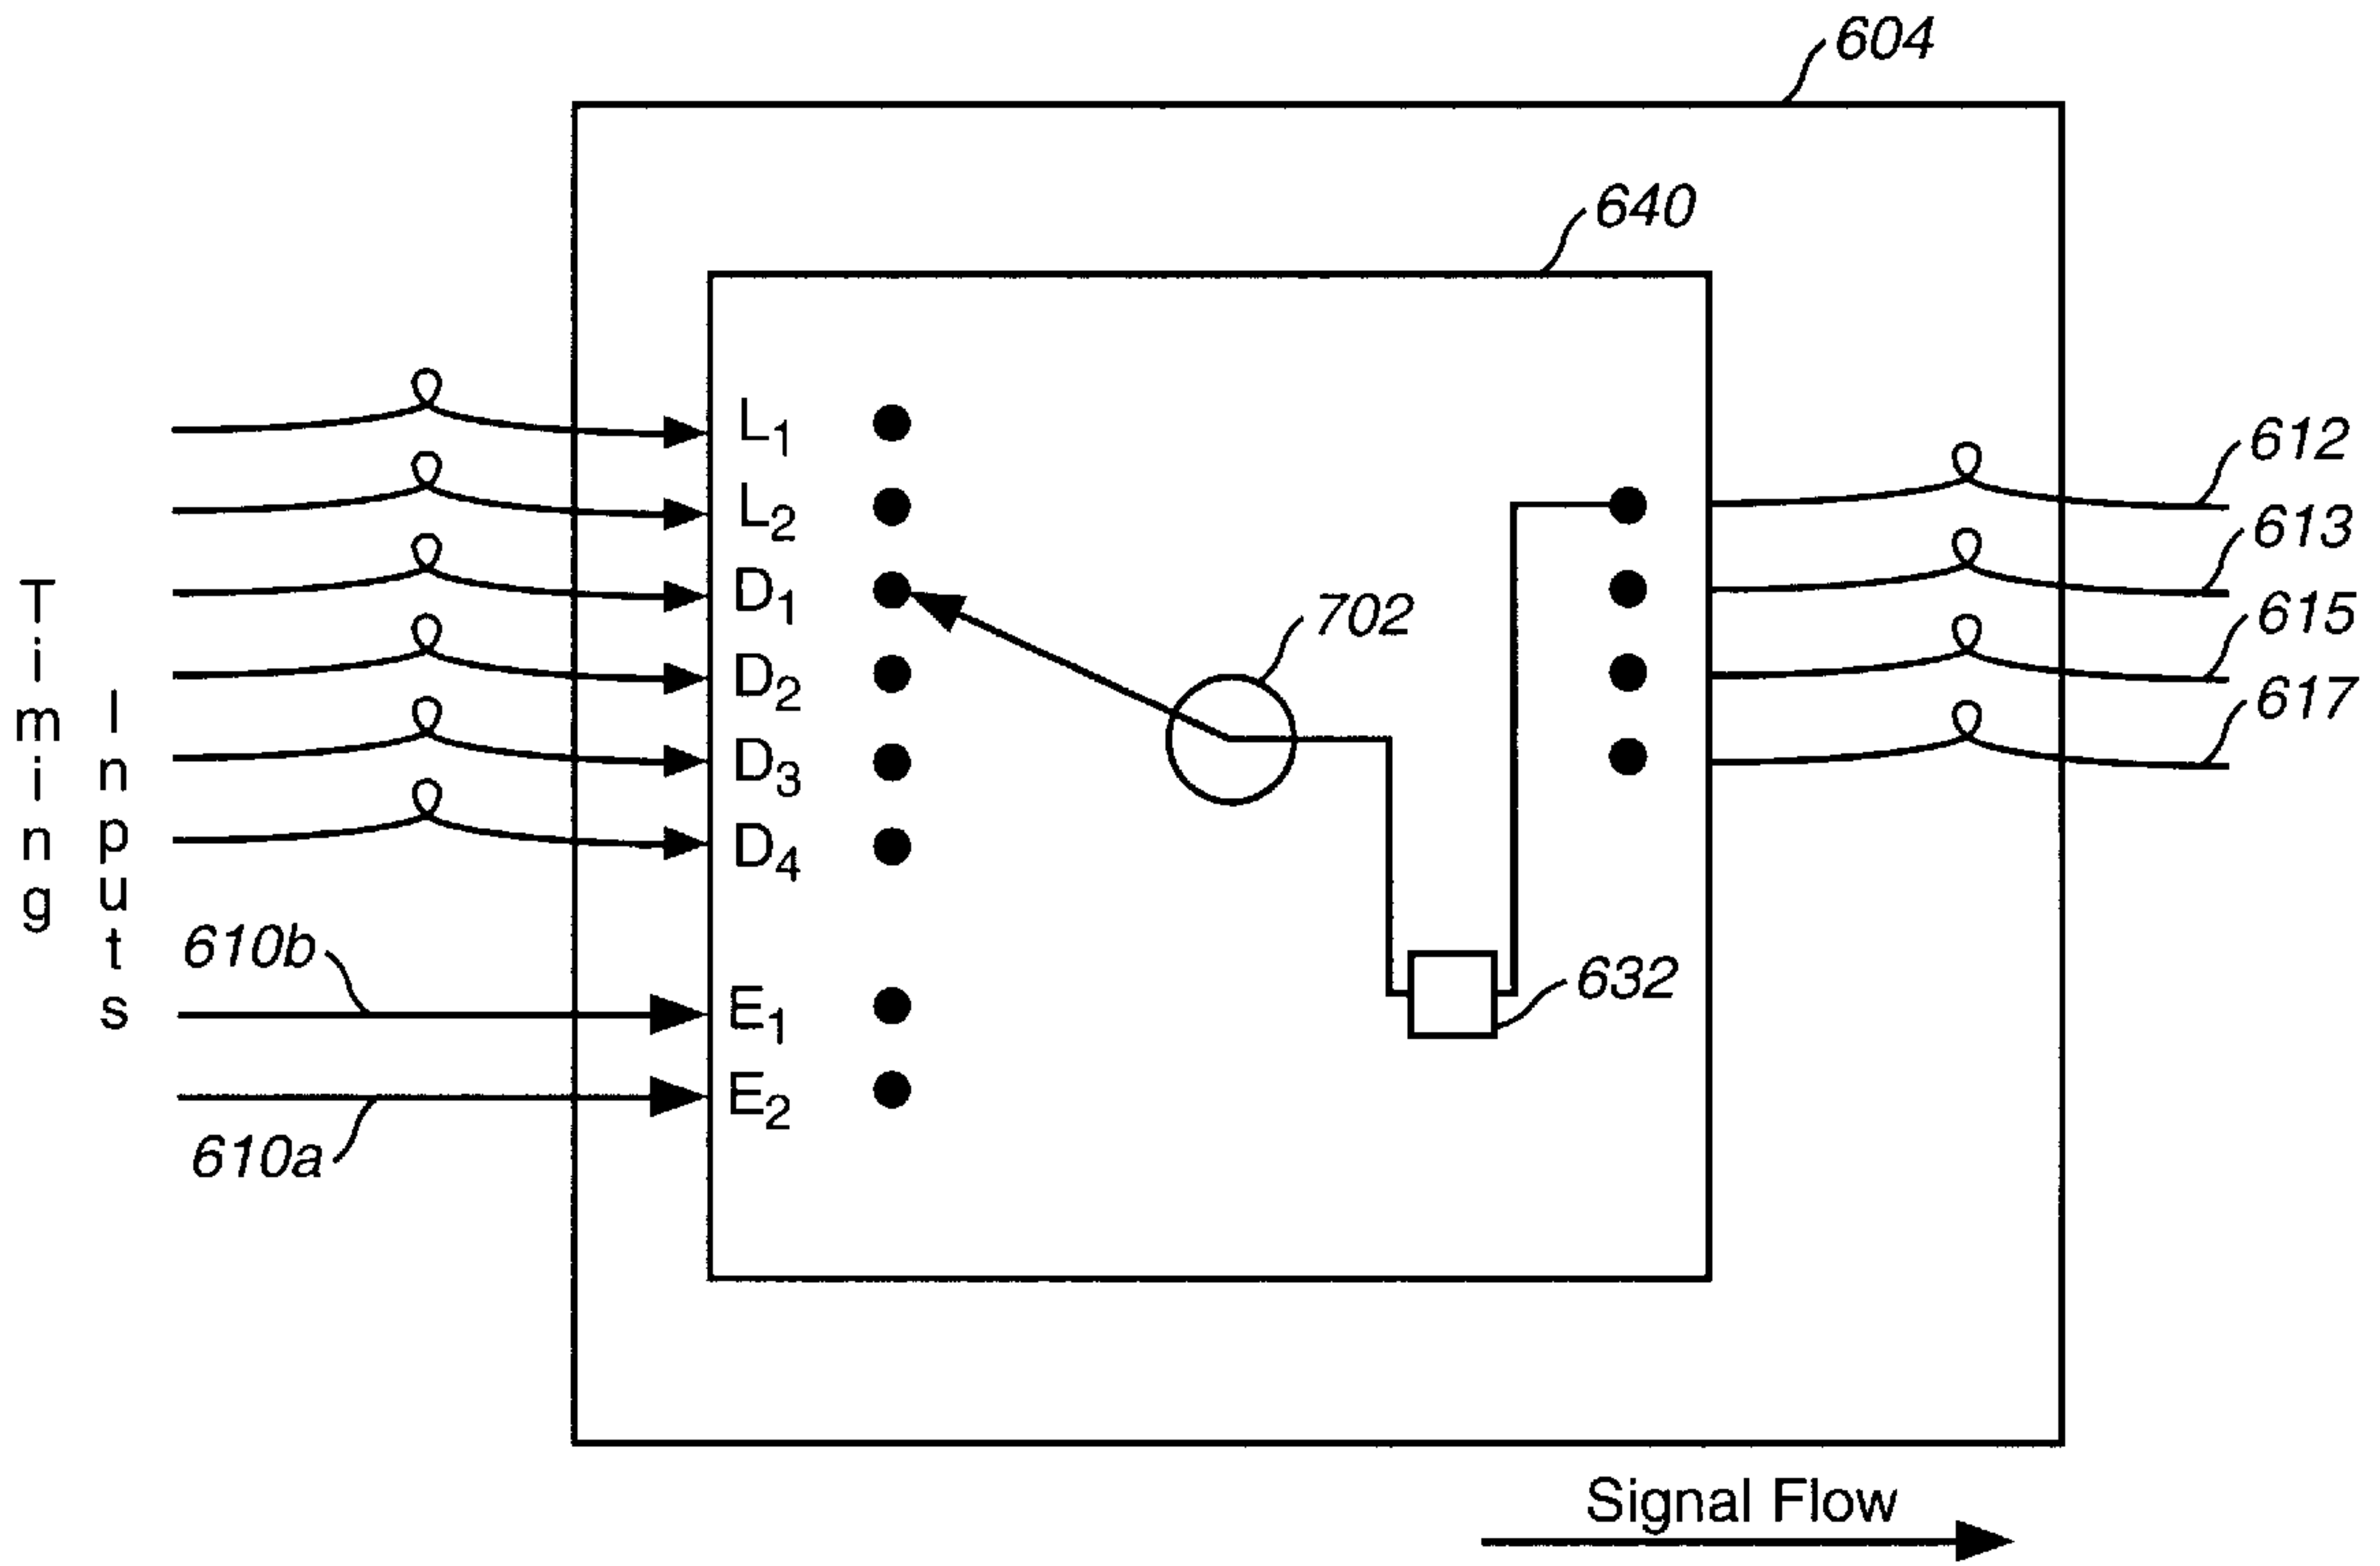 604
640
L1
L2
D1
D2
D3
D4
E1
E2
Timing
Inputs
610b
610a
702
632
612
613
615
617
Signal Flow